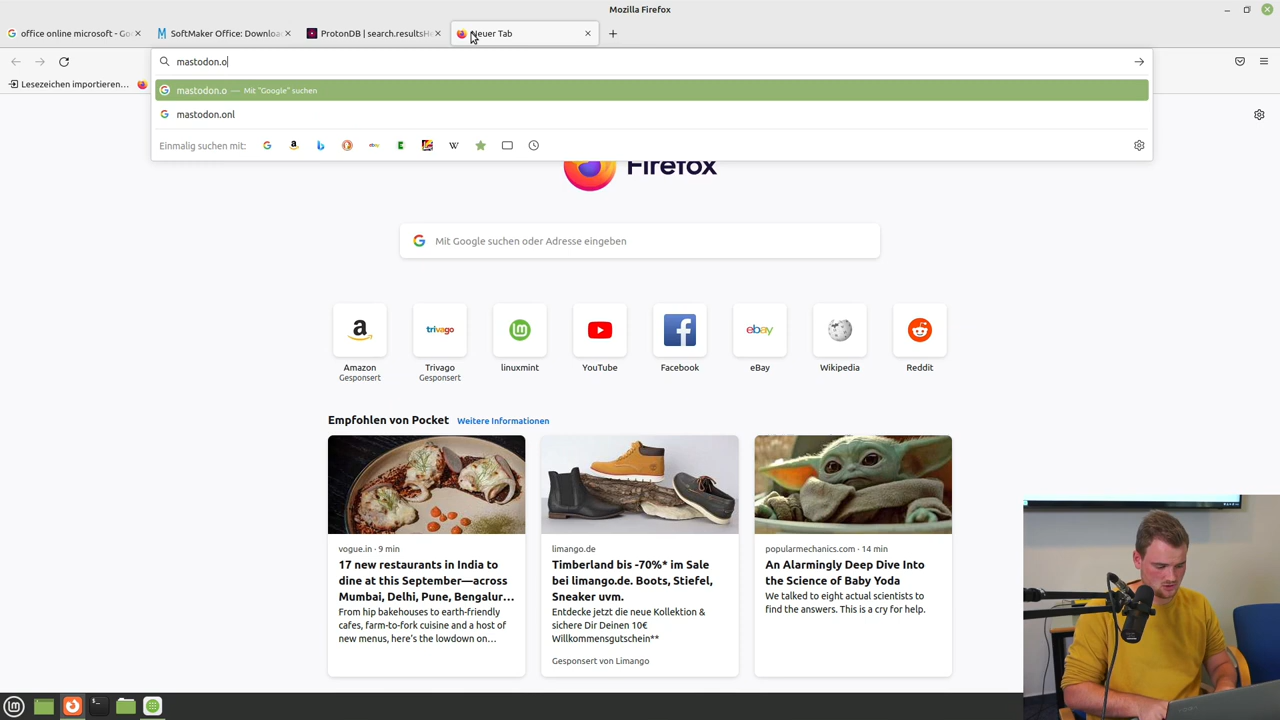 Mozilla Firefox
office online microsoft - Go
SoftMaker Office: Downloa
ProtonDB | search.resultsHe
Neuer Tab
mastodon.o
Lesezeichen importieren…
mastodon.o — Mit "Google" suchen
mastodon.onl
Einmalig suchen mit:
Firefox
Mit Google suchen oder Adresse eingeben
Amazon
Gesponsert
trivago
Trivago
Gesponsert
linuxmint
YouTube
Facebook
ebay
eBay
Wikipedia
Reddit
Empfohlen von Pocket
Weitere Informationen
vogue.in · 9 min
17 new restaurants in India to
dine at this September—across
Mumbai, Delhi, Pune, Bengalur…
From hip bakehouses to earth-friendly
cafes, farm-to-fork cuisine and a host of
new menus, here's the lowdown on…
limango.de
Timberland bis -70%* im Sale
bei limango.de. Boots, Stiefel,
Sneaker uvm.
Entdecke jetzt die neue Kollektion &
sichere Dir Deinen 10€
Willkommensgutschein**
Gesponsert von Limango
popularmechanics.com · 14 min
An Alarmingly Deep Dive Into
the Science of Baby Yoda
We talked to eight actual scientists to
find the answers. This is a cry for help.